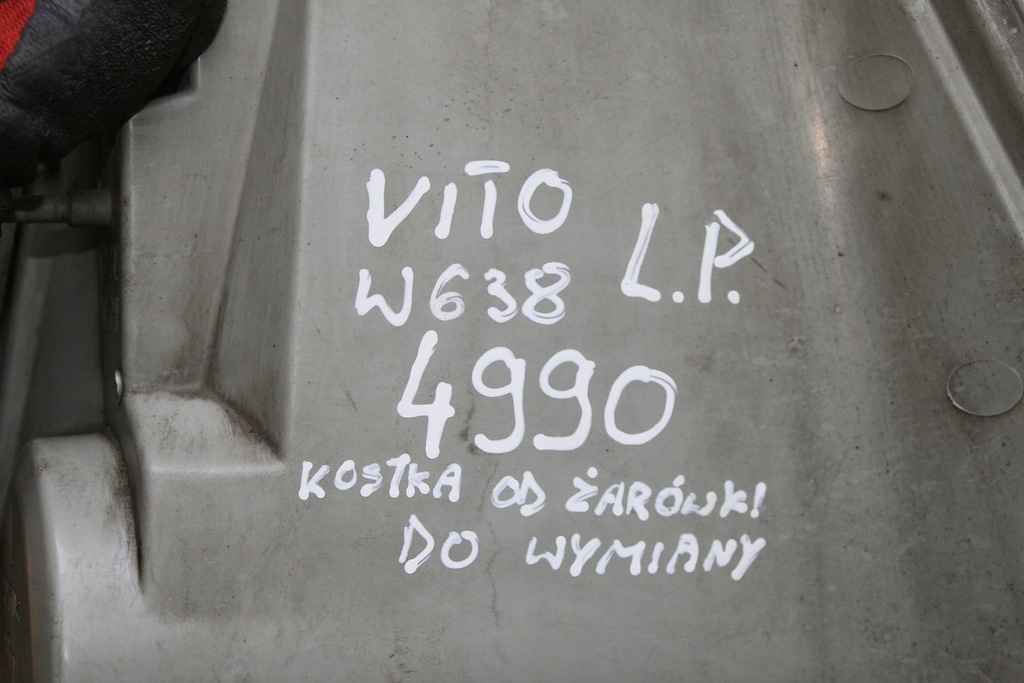 VITO
L.P.
W638
4990
KOSTKA OD ŻARÓWKI
DO WYMIANY